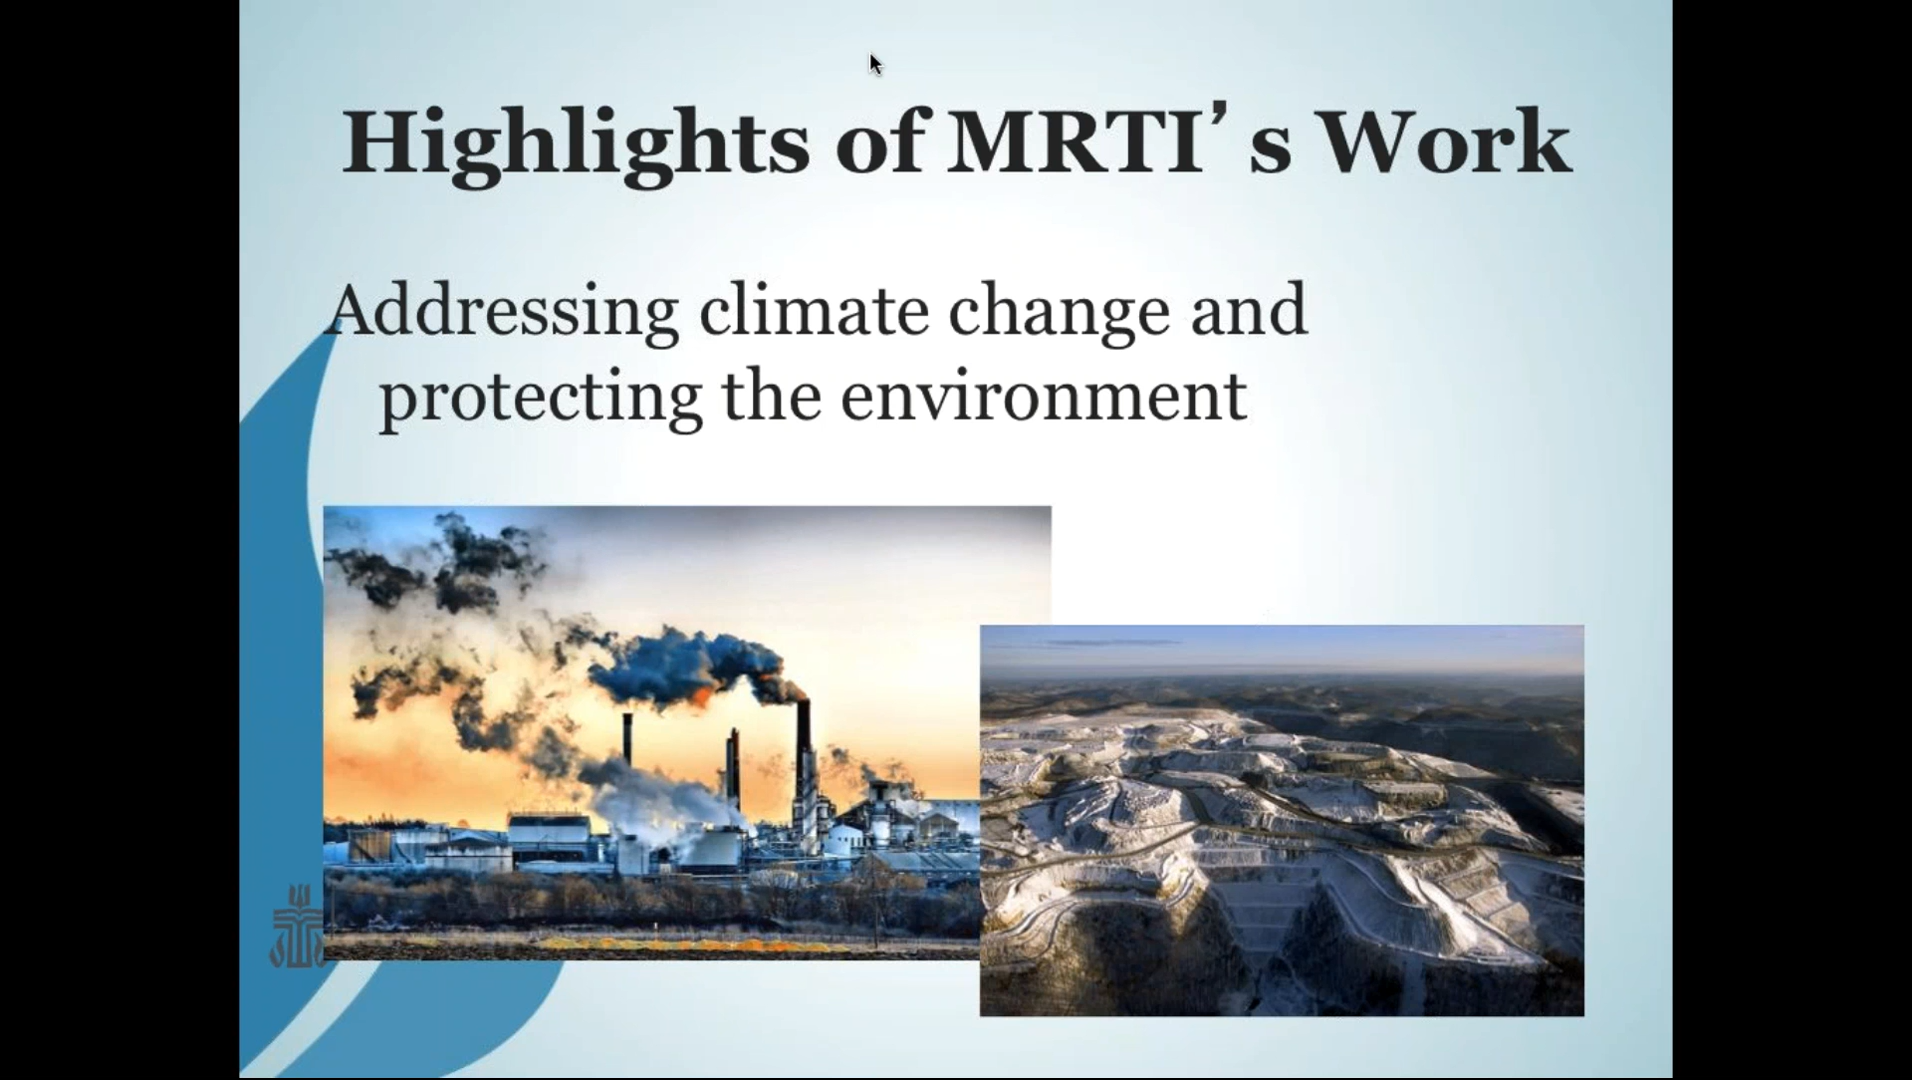 Highlights of MRTI’s Work
Addressing climate change and
protecting the environment